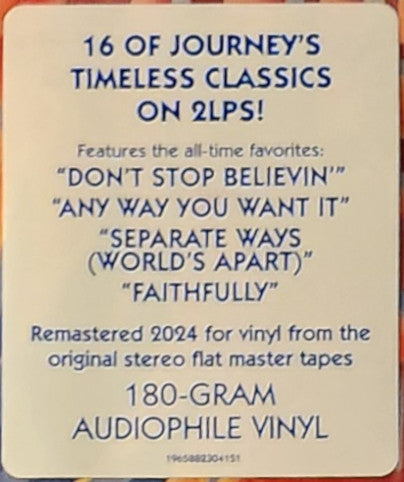 16 OF JOURNEY'S
TIMELESS CLASSICS
ON 2LPS!
Features the all-time favorites:
"DON'T STOP BELIEVIN'"
"ANY WAY YOU WANT IT"
"SEPARATE WAYS
(WORLD'S APART)"
"FAITHFULLY"
Remastered 2024 for vinyl from the
original stereo flat master tapes
180-GRAM
AUDIOPHILE VINYL